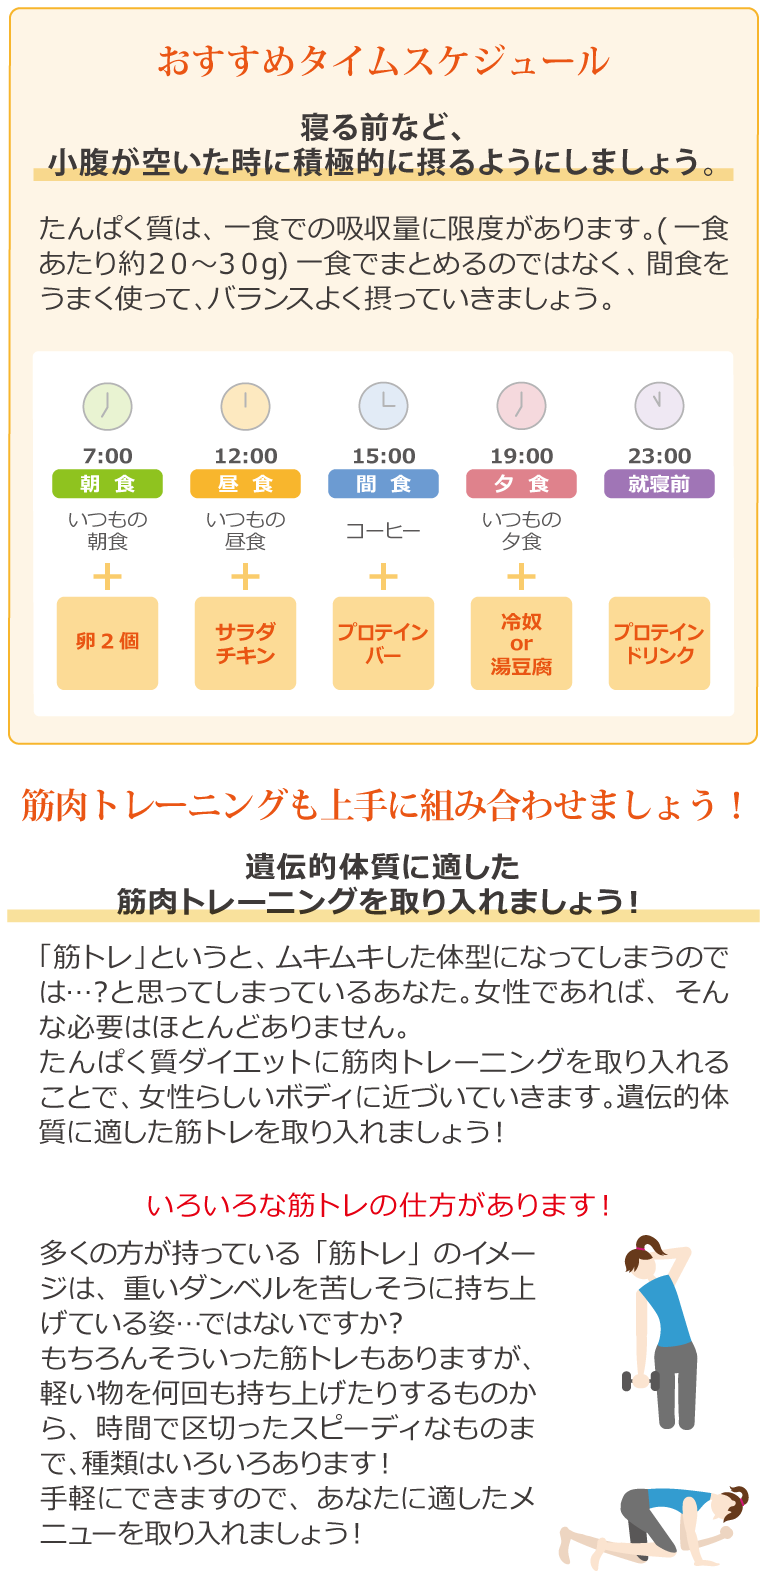 おすすめタイムスケジュール
寝る前など、
小腹が空いた時に積極的に摂るようにしましょう。
たんぱく質は、一食での吸収量に限度があります。(一食
あたり約20〜30g)一食でまとめるのではなく、間食を
うまく使って、バランスよく摂っていきましょう。
7:00 12:00 15:00 19:00 23:00
朝 食 昼 食 間 食 夕 食 就寝前
いつもの いつもの コーヒー いつもの
朝食 昼食 夕食
+ + + +
卵2個 サラダ プロテイン 冷奴 プロテイン
チキン バー or ドリンク
湯豆腐
筋肉トレーニングも上手に組み合わせましょう！
遺伝的体質に適した
筋肉トレーニングを取り入れましょう！
「筋トレ」というと、ムキムキした体型になってしまうので
は…?と思ってしまっているあなた。女性であれば、そん
な必要はほとんどありません。
たんぱく質ダイエットに筋肉トレーニングを取り入れる
ことで、女性らしいボディに近づいていきます。遺伝的体
質に適した筋トレを取り入れましょう！
いろいろな筋トレの仕方があります！
多くの方が持っている「筋トレ」のイメー
ジは、重いダンベルを苦しそうに持ち上
げている姿…ではないですか?
もちろんそういった筋トレもありますが、
軽い物を何回も持ち上げたりするものか
ら、時間で区切ったスピーディなものま
で、種類はいろいろあります！
手軽にできますので、あなたに適したメ
ニューを取り入れましょう！